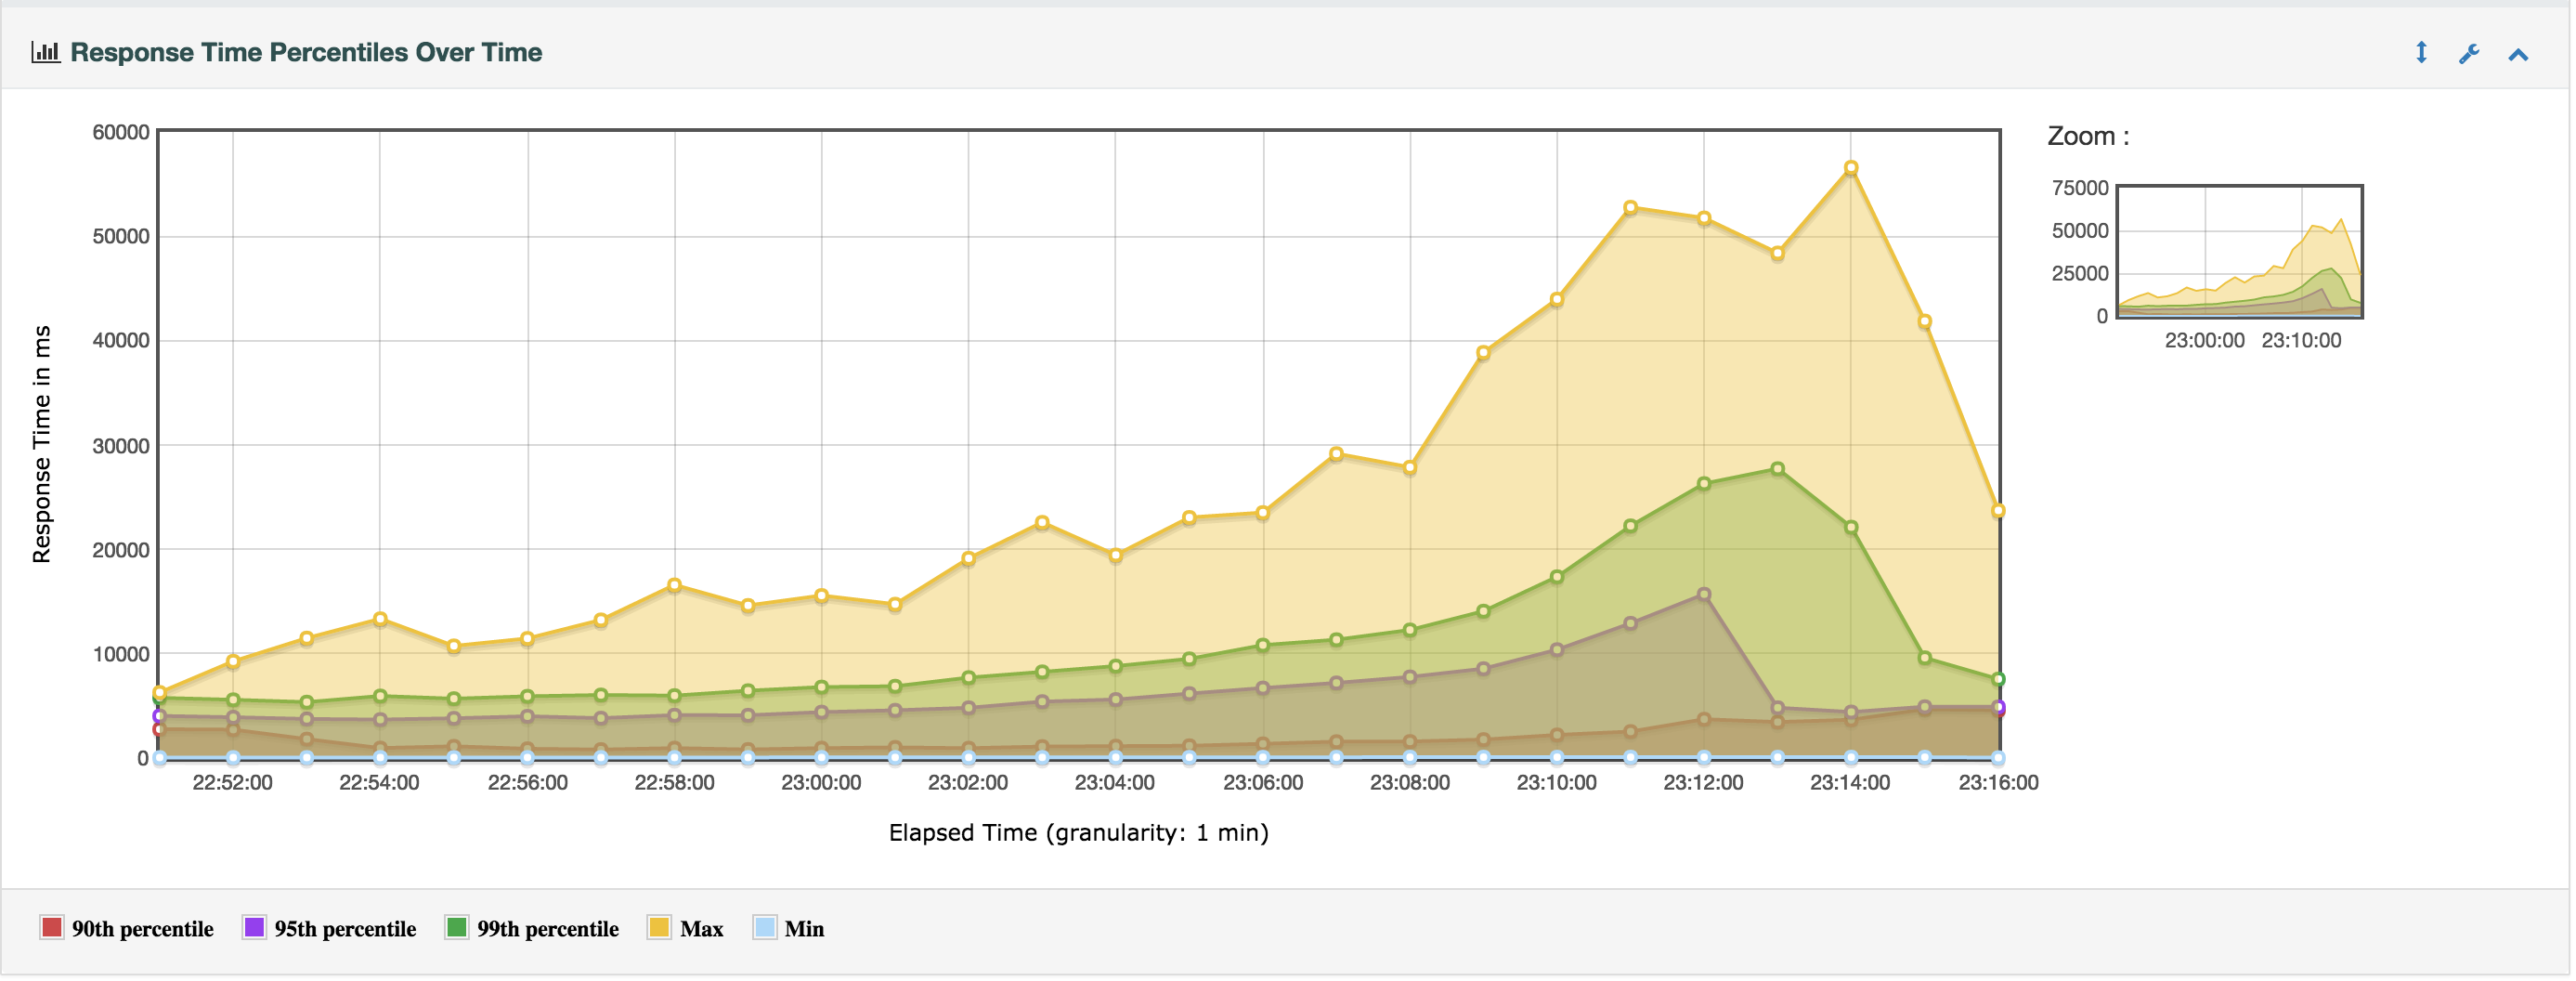 Response Time Percentiles Over Time
Zoom :
60000
50000
40000
30000
20000
10000
0
Response Time in ms
22:52:00 22:54:00 22:56:00 22:58:00 23:00:00 23:02:00 23:04:00 23:06:00 23:08:00 23:10:00 23:12:00 23:14:00 23:16:00
Elapsed Time (granularity: 1 min)
75000
50000
25000
0
23:00:00 23:10:00
90th percentile 95th percentile 99th percentile Max Min